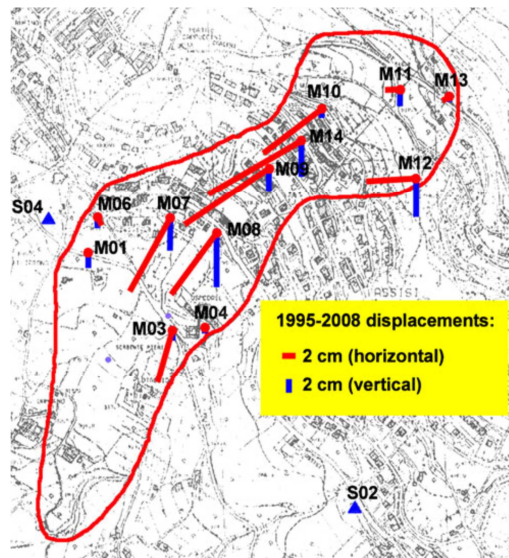 M11
M13
M10
M14
M09
M12
S04
M06
M07
M01
M08
M03
M04
ASSISI
1995-2008 displacements:
2 cm (horizontal)
2 cm (vertical)
S02